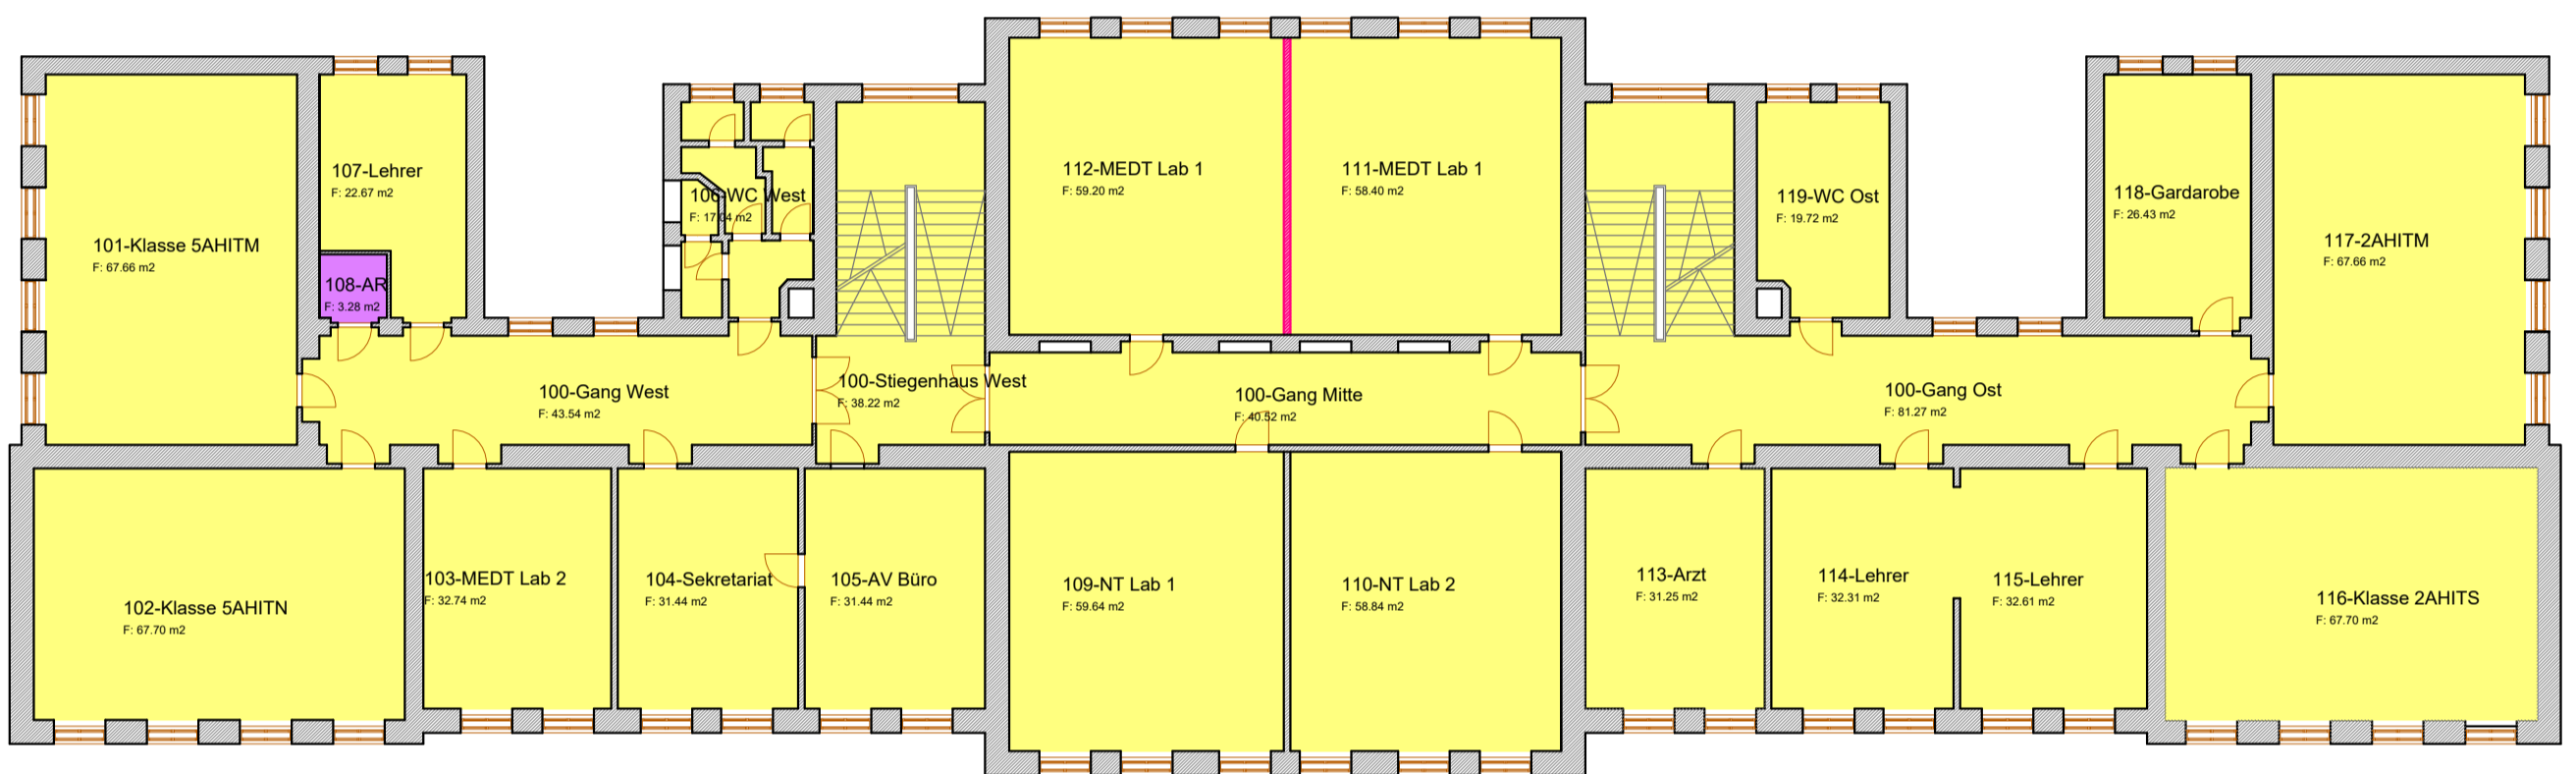 101-Klasse 5AHITM
F: 67.66 m2
107-Lehrer
F: 22.67 m2
108-AR
F: 3.28 m2
106-WC West
F: 17.04 m2
112-MEDT Lab 1
F: 59.20 m2
111-MEDT Lab 1
F: 58.40 m2
119-WC Ost
F: 19.72 m2
118-Gardarobe
F: 26.43 m2
117-2AHITM
F: 67.66 m2
100-Gang West
F: 43.54 m2
100-Stiegenhaus West
F: 38.22 m2
100-Gang Mitte
F: 40.52 m2
100-Gang Ost
F: 81.27 m2
102-Klasse 5AHITN
F: 67.70 m2
103-MEDT Lab 2
F: 32.74 m2
104-Sekretariat
F: 31.44 m2
105-AV Büro
F: 31.44 m2
109-NT Lab 1
F: 59.64 m2
110-NT Lab 2
F: 58.84 m2
113-Arzt
F: 31.25 m2
114-Lehrer
F: 32.31 m2
115-Lehrer
F: 32.61 m2
116-Klasse 2AHITS
F: 67.70 m2